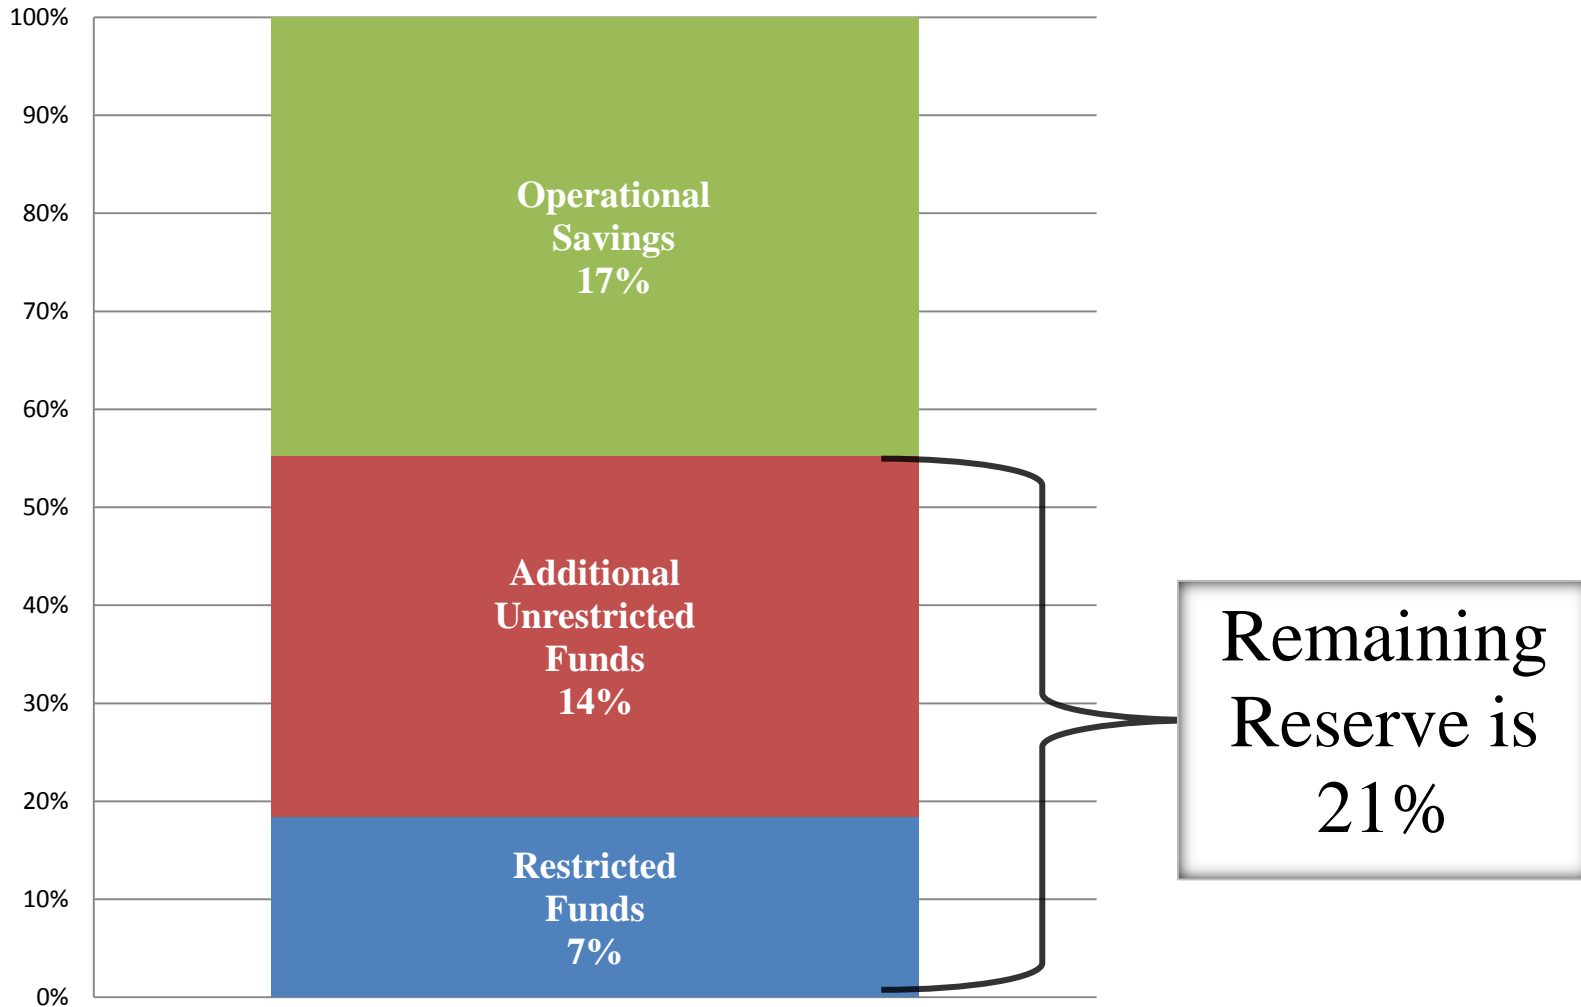 100%
90%
80%
70%
60%
50%
40%
30%
20%
10%
0%
Operational
Savings
17%
Additional
Unrestricted
Funds
14%
Restricted
Funds
7%
Remaining
Reserve is
21%